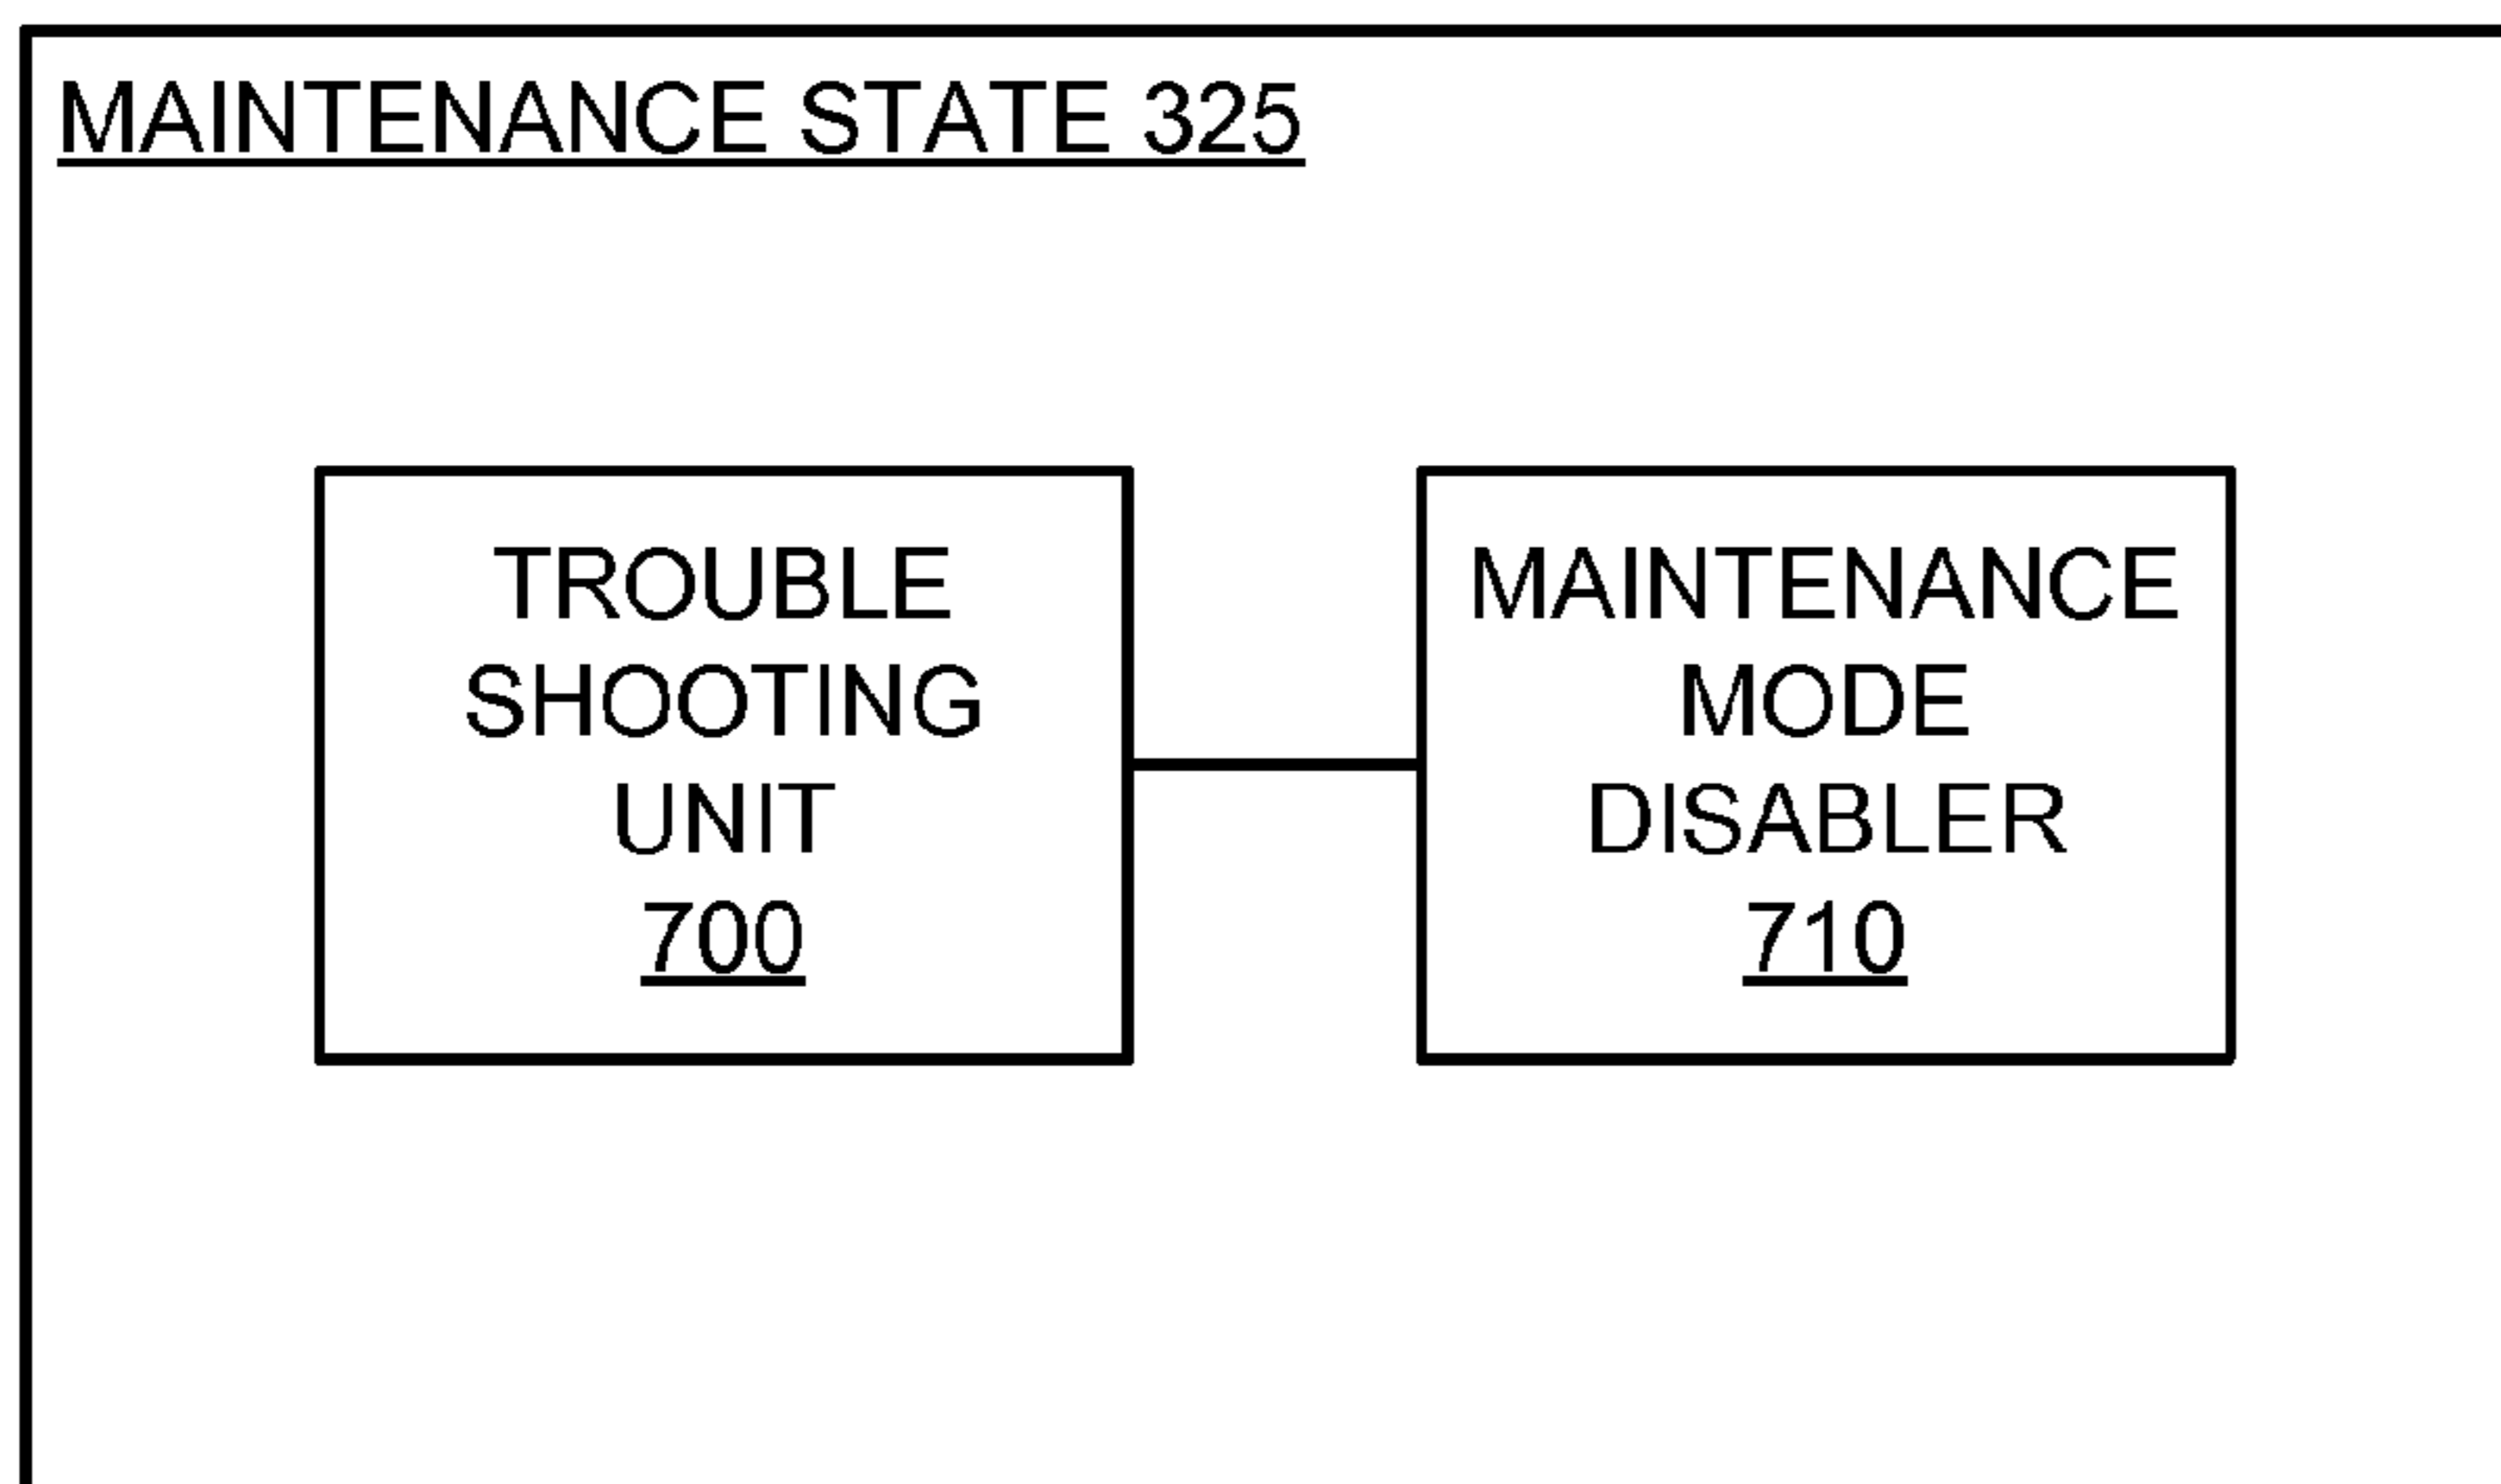 MAINTENANCE STATE 325
TROUBLE
SHOOTING
UNIT
700
MAINTENANCE
MODE
DISABLER
710